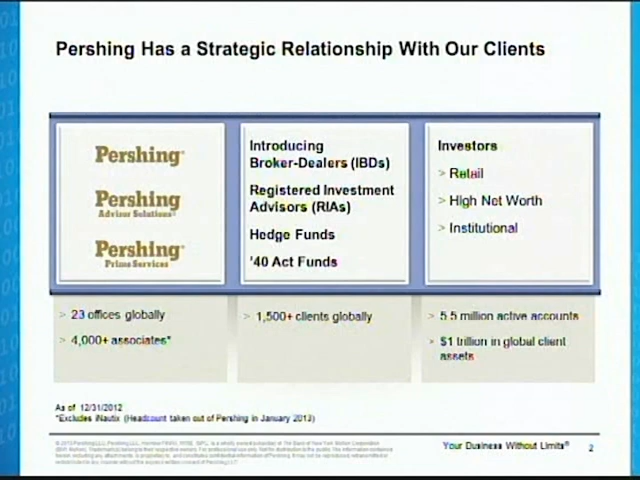 Pershing Has a Strategic Relationship With Our Clients
Pershing®
Pershing
Advisor Solutions®
Pershing®
Prime Services
Introducing
Broker-Dealers (IBDs)
Registered Investment
Advisors (RIAs)
Hedge Funds
'40 Act Funds
Investors
> Retail
> High Net Worth
> Institutional
> 23 offices globally
> 4,000+ associates*
> 1,500+ clients globally
> 5.5 million active accounts
> $1 trillion in global client
assets
As of 12/31/2012
*Excludes iNautix (Headcount taken out of Pershing in January 2013)
Your Business Without Limits®
2